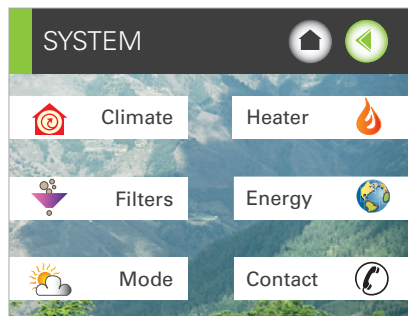 SYSTEM
Climate
Heater
Filters
Energy
Mode
Contact